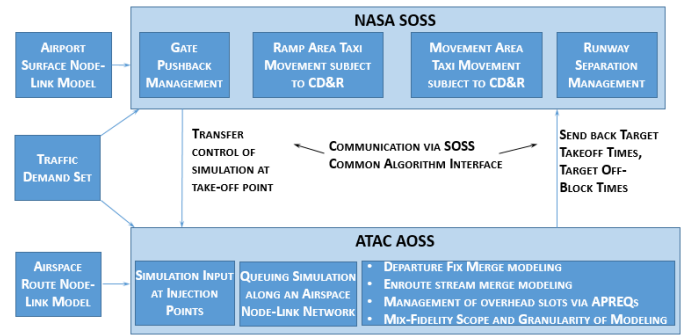 NASA SOSS
AIRPORT
SURFACE NODE-
LINK MODEL
GATE
PUSHBACK
MANAGEMENT
RAMP AREA TAXI
MOVEMENT SUBJECT
TO CD&R
MOVEMENT AREA
TAXI MOVEMENT
SUBJECT TO CD&R
RUNWAY
SEPARATION
MANAGEMENT
TRAFFIC
DEMAND SET
TRANSFER
CONTROL OF
SIMULATION AT
TAKE-OFF POINT
COMMUNICATION VIA SOSS
COMMON ALGORITHM INTERFACE
SEND BACK TARGET
TAKEOFF TIMES,
TARGET OFF-
BLOCK TIMES
ATAC AOSS
AIRSPACE
ROUTE NODE-
LINK MODEL
SIMULATION INPUT
AT INJECTION
POINTS
QUEUING SIMULATION
ALONG AN AIRSPACE
NODE-LINK NETWORK
• DEPARTURE FIX MERGE MODELING
• ENROUTE STREAM MERGE MODELING
• MANAGEMENT OF OVERHEAD SLOTS VIA APREQS
• MIX-FIDELITY SCOPE AND GRANULARITY OF MODELING